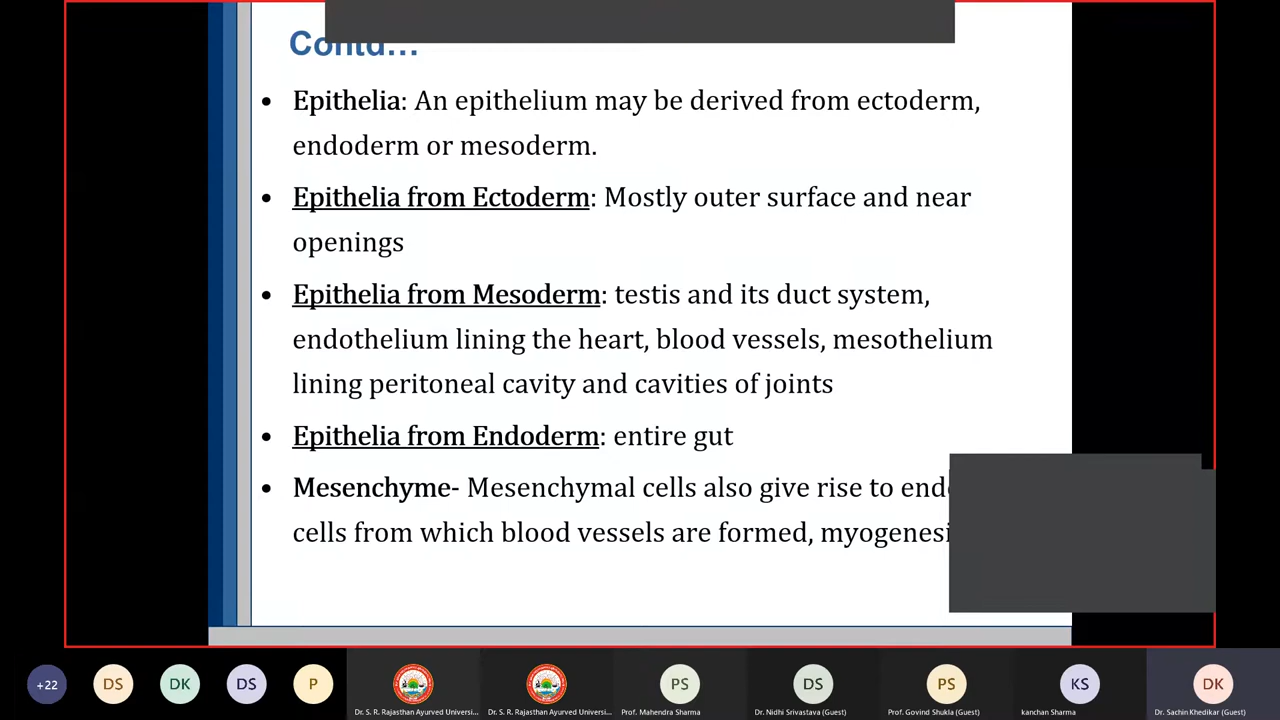 Contd...
• Epithelia: An epithelium may be derived from ectoderm,
endoderm or mesoderm.
• Epithelia from Ectoderm: Mostly outer surface and near
openings
• Epithelia from Mesoderm: testis and its duct system,
endothelium lining the heart, blood vessels, mesothelium
lining peritoneal cavity and cavities of joints
• Epithelia from Endoderm: entire gut
• Mesenchyme- Mesenchymal cells also give rise to
cells from which blood vessels are formed,
+22 DS DK DS P PS DS PS KS DK
Dr. S. R. Rajasthan Ayurved Universi... Dr. S. R. Rajasthan Ayurved Universi... Prof. Mahendra Sharma Dr. Nidhi Srivastava (Guest) Prof. Govind Shukla (Guest) kanchan Sharma Dr. Sachin Khedikar (Guest)